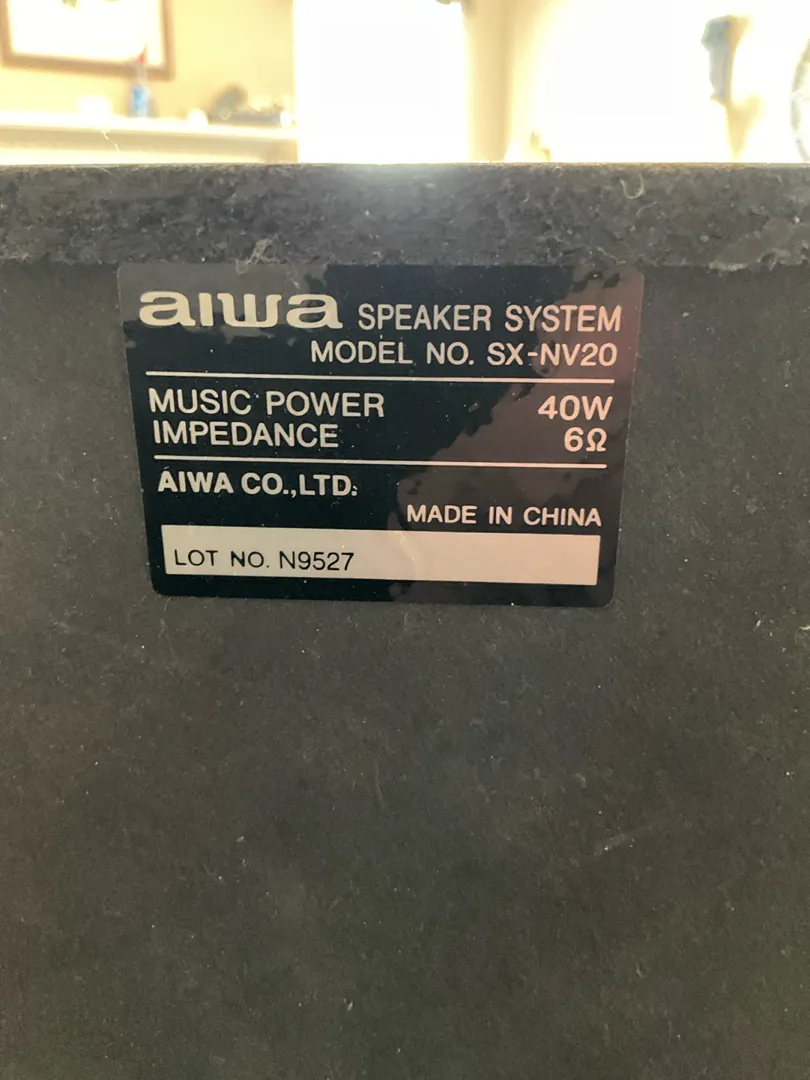 aiwa SPEAKER SYSTEM
MODEL NO. SX-NV20
MUSIC POWER 40W
IMPEDANCE 6Ω
AIWA CO.,LTD.
MADE IN CHINA
LOT NO. N9527